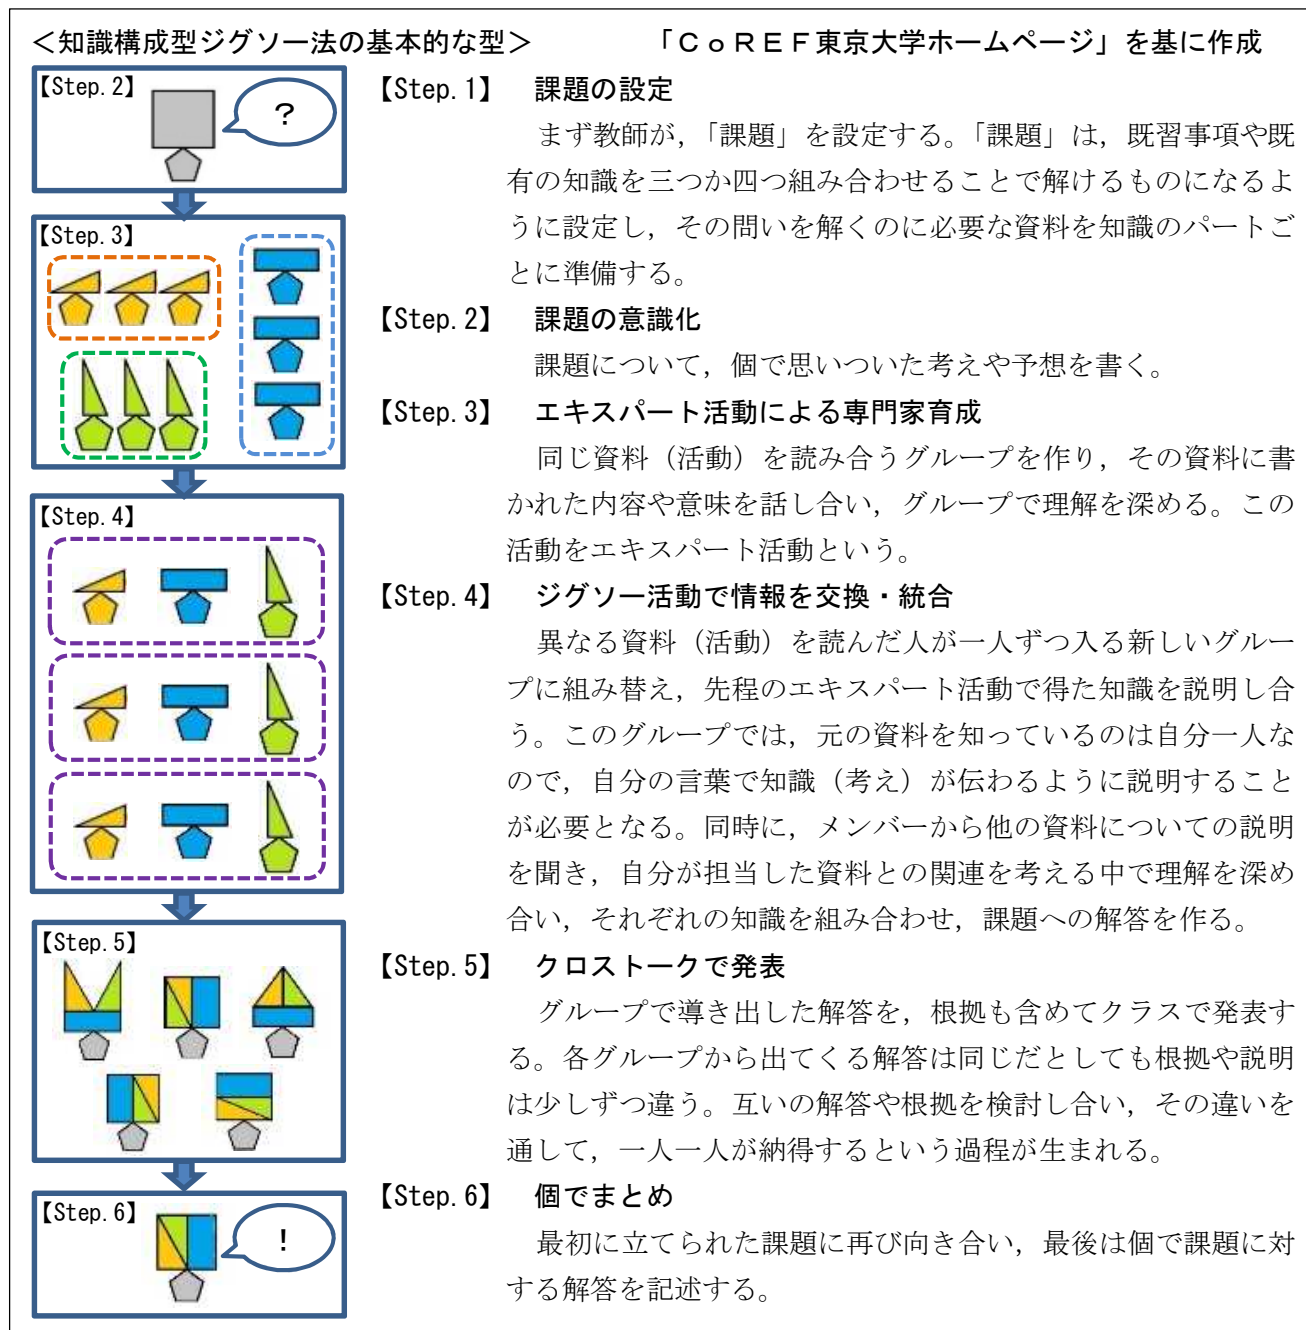 ＜知識構成型ジグソー法の基本的な型＞　「ＣｏＲＥＦ東京大学ホームページ」を基に作成
【Step.2】
？
【Step.3】
【Step.4】
【Step.5】
【Step.6】
！
【Step.1】　課題の設定
まず教師が，「課題」を設定する。「課題」は，既習事項や既
有の知識を三つか四つ組み合わせることで解けるものになるよ
うに設定し，その問いを解くのに必要な資料を知識のパートご
とに準備する。
【Step.2】　課題の意識化
課題について，個で思いついた考えや予想を書く。
【Step.3】　エキスパート活動による専門家育成
同じ資料（活動）を読み合うグループを作り，その資料に書
かれた内容や意味を話し合い，グループで理解を深める。この
活動をエキスパート活動という。
【Step.4】　ジグソー活動で情報を交換・統合
異なる資料（活動）を読んだ人が一人ずつ入る新しいグルー
プに組み替え，先程のエキスパート活動で得た知識を説明し合
う。このグループでは，元の資料を知っているのは自分一人な
ので，自分の言葉で知識（考え）が伝わるように説明すること
が必要となる。同時に，メンバーから他の資料についての説明
を聞き，自分が担当した資料との関連を考える中で理解を深め
合い，それぞれの知識を組み合わせ，課題への解答を作る。
【Step.5】　クロストークで発表
グループで導き出した解答を，根拠も含めてクラスで発表す
る。各グループから出てくる解答は同じだとしても根拠や説明
は少しずつ違う。互いの解答や根拠を検討し合い，その違いを
通して，一人一人が納得するという過程が生まれる。
【Step.6】　個でまとめ
最初に立てられた課題に再び向き合い，最後は個で課題に対
する解答を記述する。